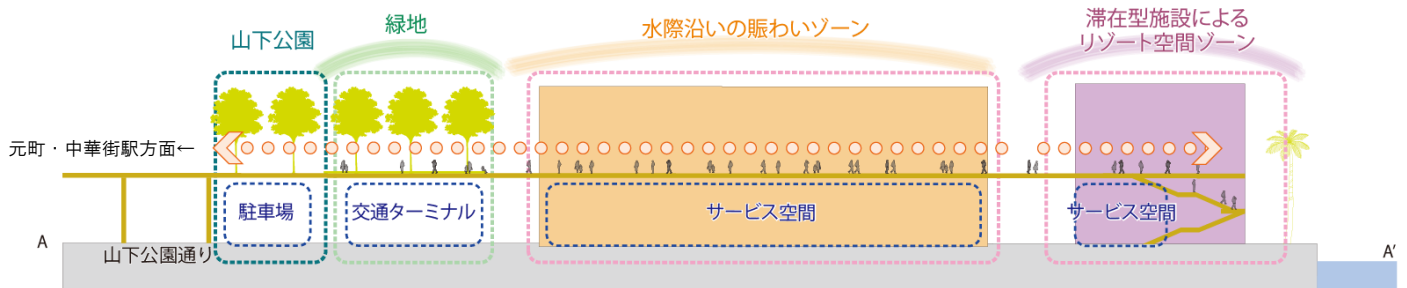 山下公園
緑地
水際沿いの賑わいゾーン
滞在型施設による
リゾート空間ゾーン
元町・中華街駅方面←
駐車場
交通ターミナル
サービス空間
サービス空間
A
山下公園通り
A'